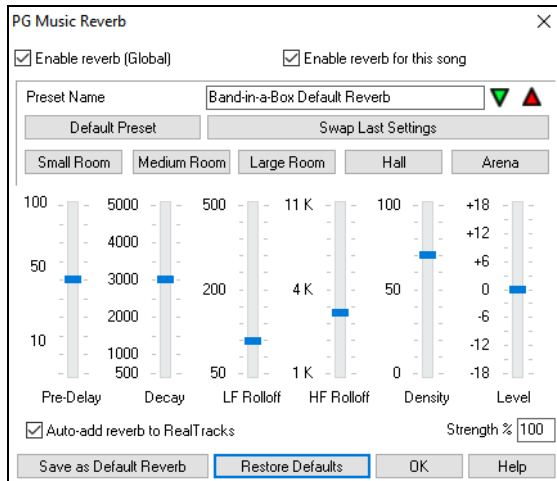 PG Music Reverb
Enable reverb (Global) Enable reverb for this song
Preset Name Band-in-a-Box Default Reverb
Default Preset Swap Last Settings
Small Room Medium Room Large Room Hall Arena
100 5000 500 11 K 100 +18
+12
4000
50 +6
3000 200 4 K 50 0
2000 -6
10 -12
1000
500 50 1 K 0 -18
Pre-Delay Decay LF Rolloff HF Rolloff Density Level
Auto-add reverb to RealTracks Strength % 100
Save as Default Reverb Restore Defaults OK Help